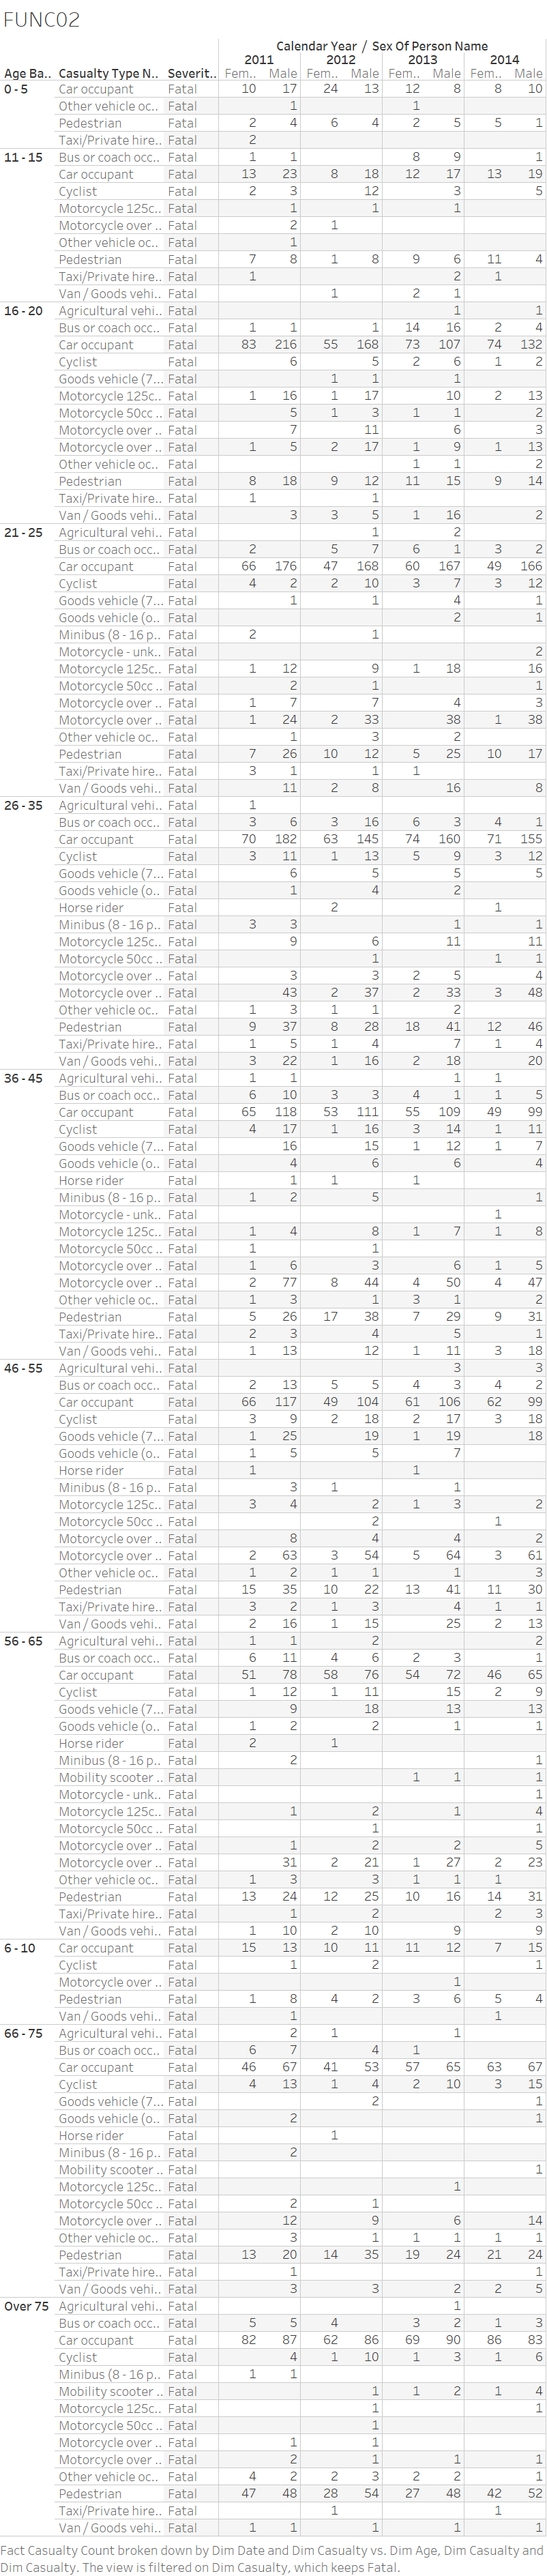 FUNC02
Calendar Year / Sex Of Person Name
2011 2012 2013 2014
Age Ba.. Casualty Type N.. Severit.. Fem.. Male Fem.. Male Fem.. Male Fem.. Male
0 - 5 Car occupant Fatal 10 17 24 13 12 8 8 10
Other vehicle oc.. Fatal 1 1
Pedestrian Fatal 2 4 6 4 2 5 5 1
Taxi/Private hire.. Fatal 2
11 - 15 Bus or coach occ.. Fatal 1 1 8 9 1
Car occupant Fatal 13 23 8 18 12 17 13 19
Cyclist Fatal 2 3 12 3 5
Motorcycle 125c.. Fatal 1 1 1
Motorcycle over .. Fatal 2 1
Other vehicle oc.. Fatal 1
Pedestrian Fatal 7 8 1 8 9 6 11 4
Taxi/Private hire.. Fatal 1 2 1
Van / Goods vehi.. Fatal 1 2 1
16 - 20 Agricultural vehi.. Fatal 1 1
Bus or coach occ.. Fatal 1 1 1 14 16 2 4
Car occupant Fatal 83 216 55 168 73 107 74 132
Cyclist Fatal 6 5 2 6 1 2
Goods vehicle (7... Fatal 1 1 1
Motorcycle 125c.. Fatal 1 16 1 17 10 2 13
Motorcycle 50cc .. Fatal 5 1 3 1 1 2
Motorcycle over .. Fatal 7 11 6 3
Motorcycle over .. Fatal 1 5 2 17 1 9 1 13
Other vehicle oc.. Fatal 1 1 2
Pedestrian Fatal 8 18 9 12 11 15 9 14
Taxi/Private hire.. Fatal 1 1
Van / Goods vehi.. Fatal 3 3 5 1 16 2
21 - 25 Agricultural vehi.. Fatal 1 2
Bus or coach occ.. Fatal 2 5 7 6 1 3 2
Car occupant Fatal 66 176 47 168 60 167 49 166
Cyclist Fatal 4 2 2 10 3 7 3 12
Goods vehicle (7... Fatal 1 1 4 1
Goods vehicle (o.. Fatal 2 1
Minibus (8 - 16 p.. Fatal 2 1
Motorcycle - unk.. Fatal 2
Motorcycle 125c.. Fatal 1 12 9 1 18 16
Motorcycle 50cc .. Fatal 2 1 1
Motorcycle over .. Fatal 1 7 7 4 3
Motorcycle over .. Fatal 1 24 2 33 38 1 38
Other vehicle oc.. Fatal 1 3 2
Pedestrian Fatal 7 26 10 12 5 25 10 17
Taxi/Private hire.. Fatal 3 1 1 1
Van / Goods vehi.. Fatal 11 2 8 16 8
26 - 35 Agricultural vehi.. Fatal 1
Bus or coach occ.. Fatal 3 6 3 16 6 3 4 1
Car occupant Fatal 70 182 63 145 74 160 71 155
Cyclist Fatal 3 11 1 13 5 9 3 12
Goods vehicle (7... Fatal 6 5 5 5
Goods vehicle (o.. Fatal 1 4 2
Horse rider Fatal 2 1
Minibus (8 - 16 p.. Fatal 3 3 1 1
Motorcycle 125c.. Fatal 9 6 11 11
Motorcycle 50cc .. Fatal 1 1 1
Motorcycle over .. Fatal 3 3 2 5 4
Motorcycle over .. Fatal 43 2 37 2 33 3 48
Other vehicle oc.. Fatal 1 3 1 1 2
Pedestrian Fatal 9 37 8 28 18 41 12 46
Taxi/Private hire.. Fatal 1 5 1 4 7 1 4
Van / Goods vehi.. Fatal 3 22 1 16 2 18 20
36 - 45 Agricultural vehi.. Fatal 1 1 1 1
Bus or coach occ.. Fatal 6 10 3 3 4 1 1 5
Car occupant Fatal 65 118 53 111 55 109 49 99
Cyclist Fatal 4 17 1 16 3 14 1 11
Goods vehicle (7... Fatal 16 15 1 12 1 7
Goods vehicle (o.. Fatal 4 6 6 4
Horse rider Fatal 1 1 1
Minibus (8 - 16 p.. Fatal 1 2 5 1
Motorcycle - unk.. Fatal 1
Motorcycle 125c.. Fatal 1 4 8 1 7 1 8
Motorcycle 50cc .. Fatal 1 1
Motorcycle over .. Fatal 1 6 3 6 1 5
Motorcycle over .. Fatal 2 77 8 44 4 50 4 47
Other vehicle oc.. Fatal 1 3 1 3 1 2
Pedestrian Fatal 5 26 17 38 7 29 9 31
Taxi/Private hire.. Fatal 2 3 4 5 1
Van / Goods vehi.. Fatal 1 13 12 1 11 3 18
46 - 55 Agricultural vehi.. Fatal 3 3
Bus or coach occ.. Fatal 2 13 5 5 4 3 4 2
Car occupant Fatal 66 117 49 104 61 106 62 99
Cyclist Fatal 3 9 2 18 2 17 3 18
Goods vehicle (7... Fatal 1 25 19 1 19 18
Goods vehicle (o.. Fatal 1 5 5 7
Horse rider Fatal 1 1
Minibus (8 - 16 p.. Fatal 3 1 1
Motorcycle 125c.. Fatal 3 4 2 1 3 2
Motorcycle 50cc .. Fatal 2 1
Motorcycle over .. Fatal 8 4 4 2
Motorcycle over .. Fatal 2 63 3 54 5 64 3 61
Other vehicle oc.. Fatal 1 2 1 1 1 3
Pedestrian Fatal 15 35 10 22 13 41 11 30
Taxi/Private hire.. Fatal 3 2 1 3 4 1 1
Van / Goods vehi.. Fatal 2 16 1 15 25 2 13
56 - 65 Agricultural vehi.. Fatal 1 1 2 2
Bus or coach occ.. Fatal 6 11 4 6 2 3 1
Car occupant Fatal 51 78 58 76 54 72 46 65
Cyclist Fatal 1 12 1 11 15 2 9
Goods vehicle (7... Fatal 9 18 13 13
Goods vehicle (o.. Fatal 1 2 2 1 1
Horse rider Fatal 2 1
Minibus (8 - 16 p.. Fatal 2 1
Mobility scooter .. Fatal 1 1 1
Motorcycle - unk.. Fatal 1
Motorcycle 125c.. Fatal 1 2 1 4
Motorcycle 50cc .. Fatal 1 1
Motorcycle over .. Fatal 1 2 2 5
Motorcycle over .. Fatal 31 2 21 1 27 2 23
Other vehicle oc.. Fatal 1 3 3 1 1 1
Pedestrian Fatal 13 24 12 25 10 16 14 31
Taxi/Private hire.. Fatal 1 2 2 3
Van / Goods vehi.. Fatal 1 10 2 10 9 9
6 - 10 Car occupant Fatal 15 13 10 11 11 12 7 15
Cyclist Fatal 1 2 1
Motorcycle over .. Fatal 1
Pedestrian Fatal 1 8 4 2 3 6 5 4
Van / Goods vehi.. Fatal 1 1
66 - 75 Agricultural vehi.. Fatal 2 1 1
Bus or coach occ.. Fatal 6 7 4 1
Car occupant Fatal 46 67 41 53 57 65 63 67
Cyclist Fatal 4 13 1 4 2 10 3 15
Goods vehicle (7... Fatal 2 1
Goods vehicle (o.. Fatal 2 1
Horse rider Fatal 1
Minibus (8 - 16 p.. Fatal 2
Mobility scooter .. Fatal 1
Motorcycle 125c.. Fatal 1
Motorcycle 50cc .. Fatal 2 1
Motorcycle over .. Fatal 12 9 6 14
Other vehicle oc.. Fatal 3 1 1 1 1 1
Pedestrian Fatal 13 20 14 35 19 24 21 24
Taxi/Private hire.. Fatal 1 1
Van / Goods vehi.. Fatal 3 3 2 2 5
Over 75 Agricultural vehi.. Fatal 1
Bus or coach occ.. Fatal 5 5 4 3 2 1 3
Car occupant Fatal 82 87 62 86 69 90 86 83
Cyclist Fatal 4 1 10 1 3 1 6
Minibus (8 - 16 p.. Fatal 1 1
Mobility scooter .. Fatal 1 1 2 1 4
Motorcycle 125c.. Fatal 1 1
Motorcycle 50cc .. Fatal 1
Motorcycle over .. Fatal 1 1
Motorcycle over .. Fatal 2 1 1 1
Other vehicle oc.. Fatal 4 2 2 3 2 2 1
Pedestrian Fatal 47 48 28 54 27 48 42 52
Taxi/Private hire.. Fatal 1 1
Van / Goods vehi.. Fatal 1 1 1 1 1 1
Fact Casualty Count broken down by Dim Date and Dim Casualty vs. Dim Age, Dim Casualty and
Dim Casualty. The view is filtered on Dim Casualty, which keeps Fatal.